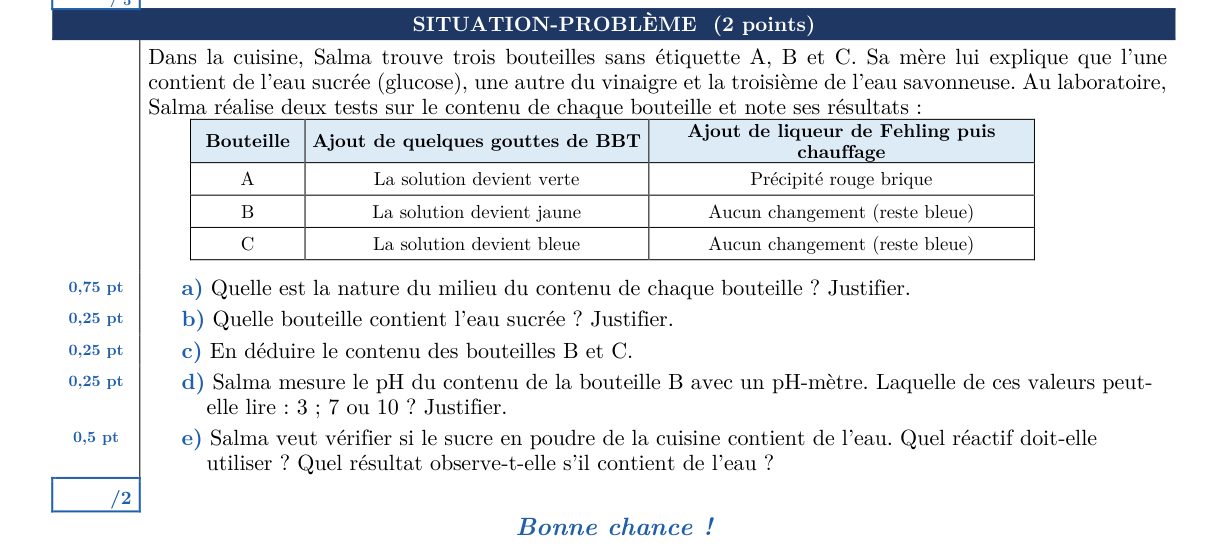 / 5
SITUATION-PROBLÈME (2 points)
Dans la cuisine, Salma trouve trois bouteilles sans étiquette A, B et C. Sa mère lui explique que l'une
contient de l'eau sucrée (glucose), une autre du vinaigre et la troisième de l'eau savonneuse. Au laboratoire,
Salma réalise deux tests sur le contenu de chaque bouteille et note ses résultats :
Bouteille Ajout de quelques gouttes de BBT Ajout de liqueur de Fehling puis
chauffage
A La solution devient verte Précipité rouge brique
B La solution devient jaune Aucun changement (reste bleue)
C La solution devient bleue Aucun changement (reste bleue)
0,75 pt a) Quelle est la nature du milieu du contenu de chaque bouteille ? Justifier.
0,25 pt b) Quelle bouteille contient l'eau sucrée ? Justifier.
0,25 pt c) En déduire le contenu des bouteilles B et C.
0,25 pt d) Salma mesure le pH du contenu de la bouteille B avec un pH-mètre. Laquelle de ces valeurs peut-
elle lire : 3 ; 7 ou 10 ? Justifier.
0,5 pt e) Salma veut vérifier si le sucre en poudre de la cuisine contient de l'eau. Quel réactif doit-elle
utiliser ? Quel résultat observe-t-elle s'il contient de l'eau ?
/2
Bonne chance !